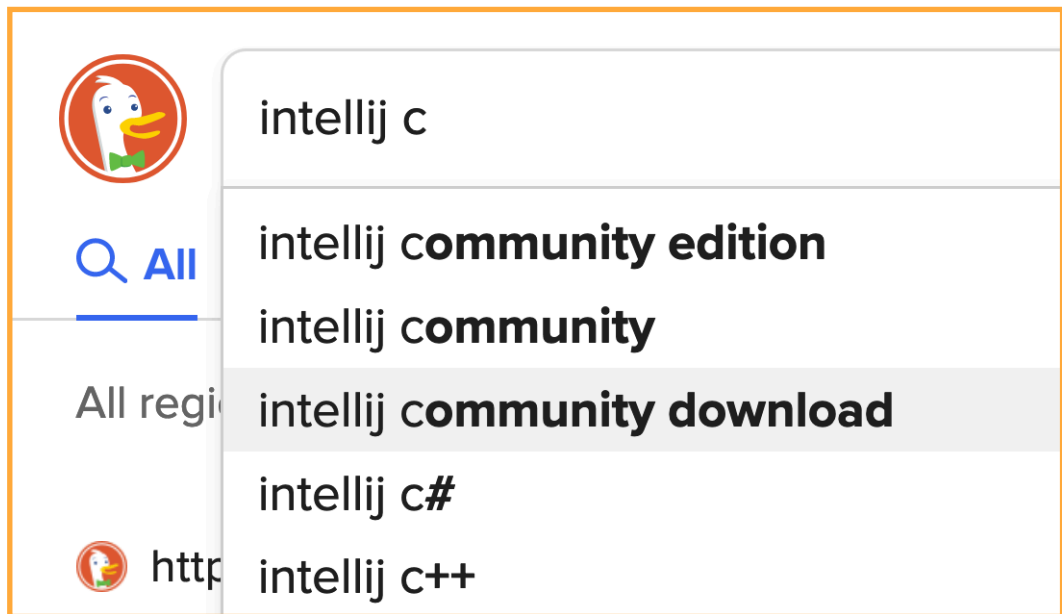 intellij c
intellij community edition
All
intellij community
All regi
intellij community download
intellij c#
http
intellij c++